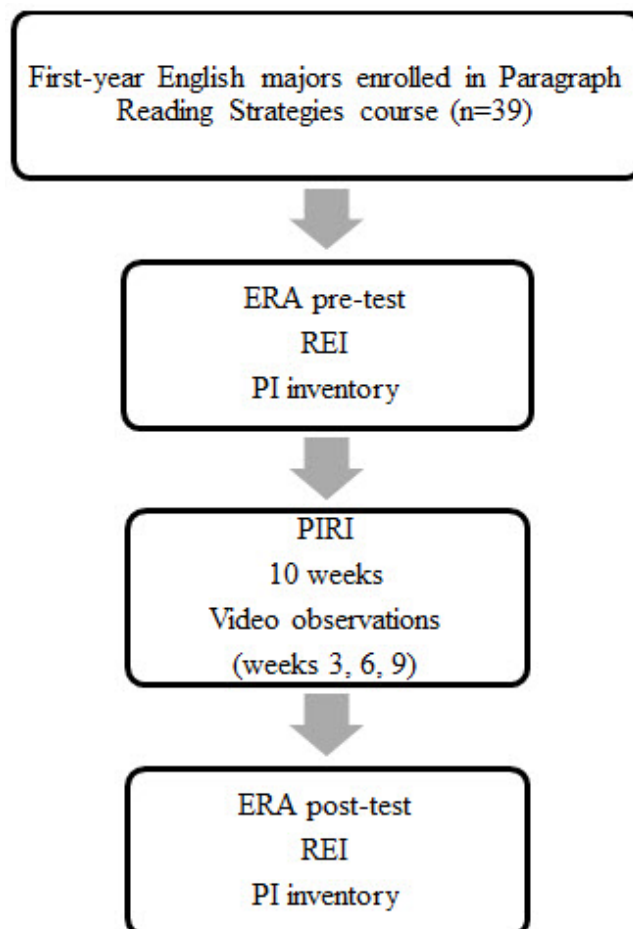 First-year English majors enrolled in Paragraph
Reading Strategies course (n=39)
ERA pre-test
REI
PI inventory
PIRI
10 weeks
Video observations
(weeks 3, 6, 9)
ERA post-test
REI
PI inventory